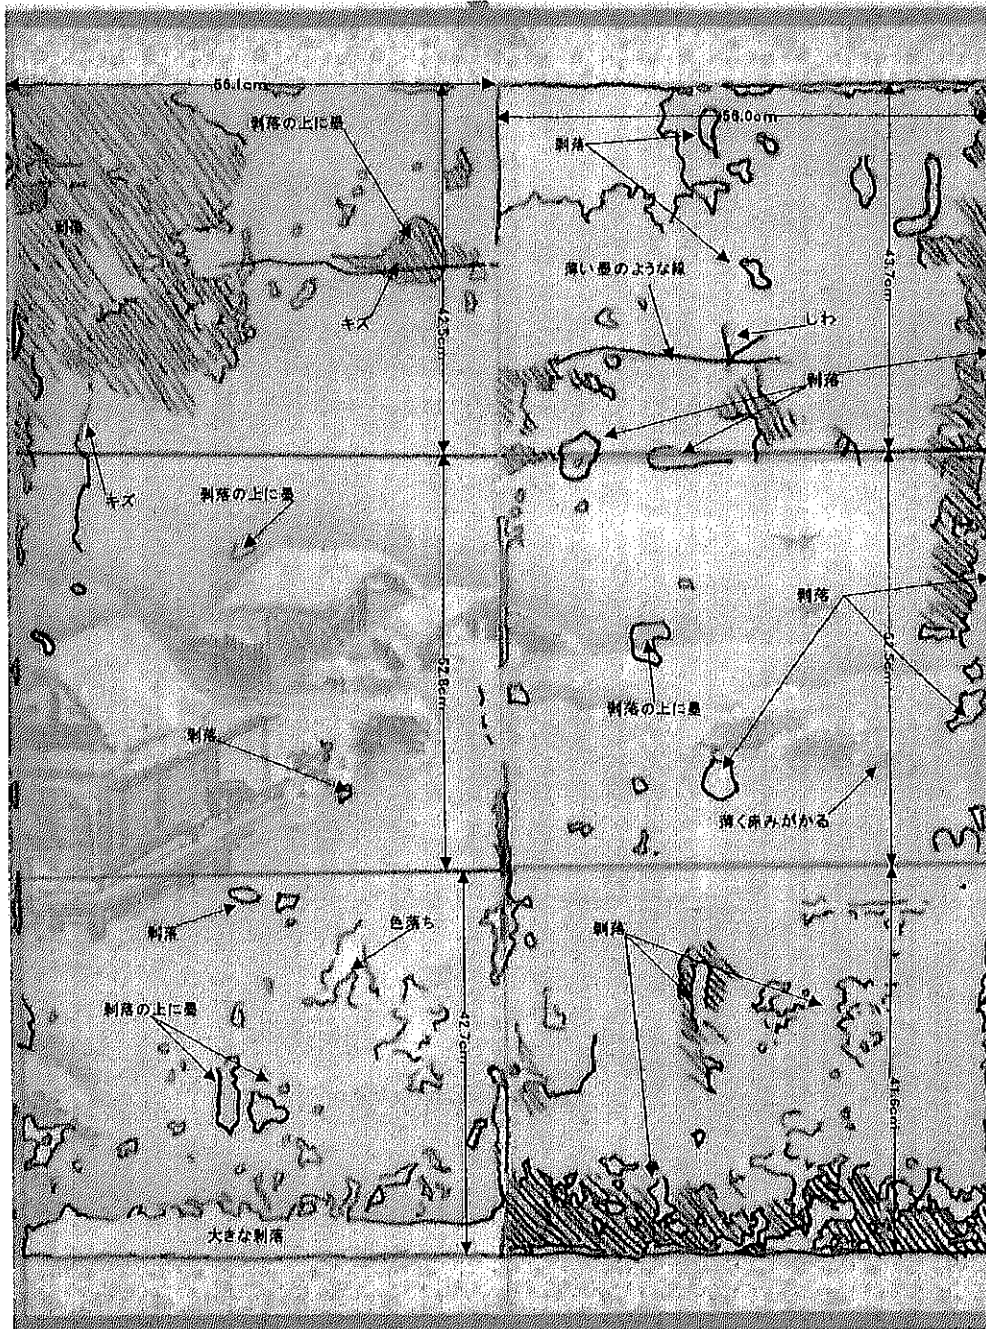 56.1cm
剥落の上に墨
剥落
キズ
42.5cm
56.0cm
剥落
薄い墨のような線
しわ
43.7cm
剥落
キズ
剥落の上に墨
52.8cm
剥落
剥落
剥落の上に墨
薄く赤みがかる
剥落
色落ち
剥落の上に墨
42.7cm
大きな剥落
剥落
41.6cm